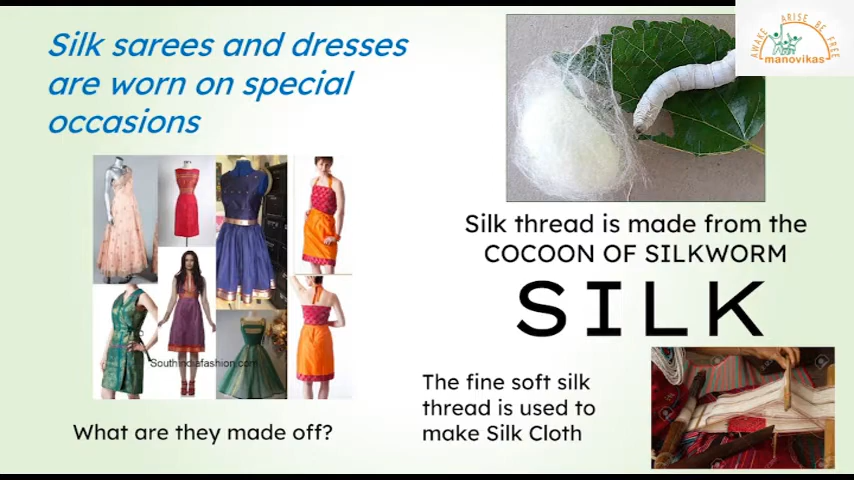 Silk sarees and dresses
are worn on special
occasions
Southindiafashion.com
What are they made off?
AWAKE ARISE BE FREE
manovikas
Silk thread is made from the
COCOON OF SILKWORM
SILK
The fine soft silk
thread is used to
make Silk Cloth